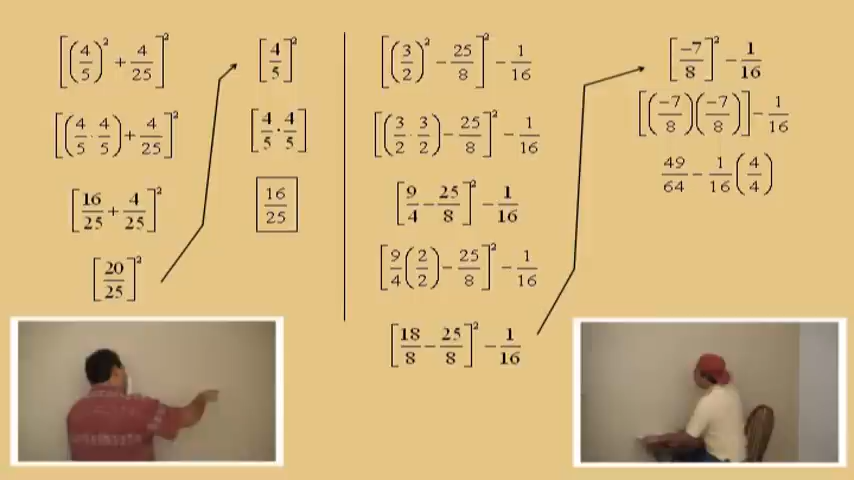 [(4/5)² + 4/25]²
[(4/5 · 4/5) + 4/25]²
[16/25 + 4/25]²
[20/25]²
[4/5]²
[4/5 · 4/5]
16/25
[(3/2)² − 25/8]² − 1/16
[(3/2 · 3/2) − 25/8]² − 1/16
[9/4 − 25/8]² − 1/16
[9/4 (2/2) − 25/8]² − 1/16
[18/8 − 25/8]² − 1/16
[−7/8]² − 1/16
[(−7/8)(−7/8)] − 1/16
49/64 − 1/16 (4/4)